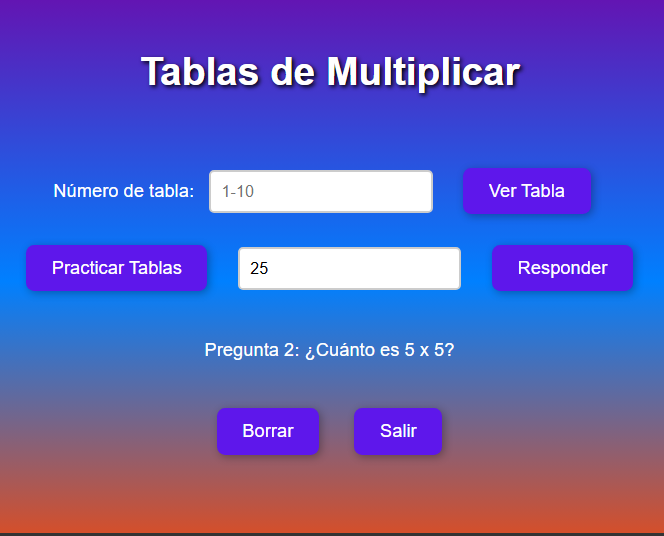 Tablas de Multiplicar
Número de tabla: 1-10 Ver Tabla
Practicar Tablas 25 Responder
Pregunta 2: ¿Cuánto es 5 x 5?
Borrar Salir